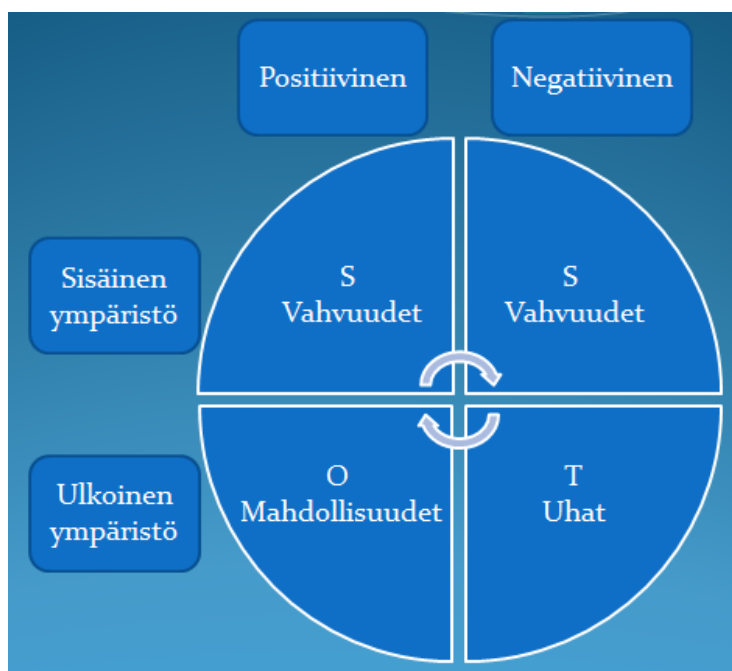 Positiivinen
Negatiivinen
Sisäinen
ympäristö
S
Vahvuudet
S
Vahvuudet
Ulkoinen
ympäristö
O
Mahdollisuudet
T
Uhat